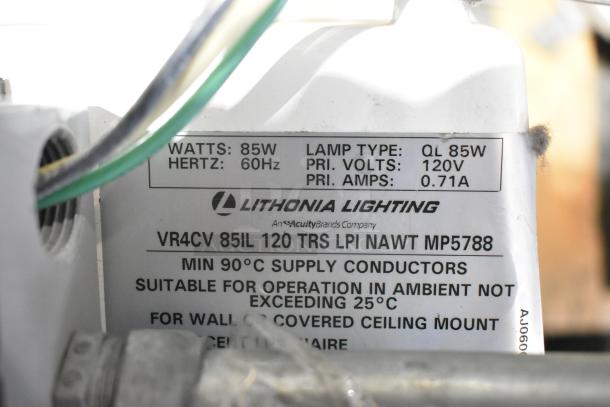 WATTS: 85W LAMP TYPE: QL 85W
HERTZ: 60Hz PRI. VOLTS: 120V
PRI. AMPS: 0.71A
LITHONIA LIGHTING
An AcuityBrands Company
VR4CV 85IL 120 TRS LPI NAWT MP5788
MIN 90°C SUPPLY CONDUCTORS
SUITABLE FOR OPERATION IN AMBIENT NOT
EXCEEDING 25°C
FOR WALL OR COVERED CEILING MOUNT